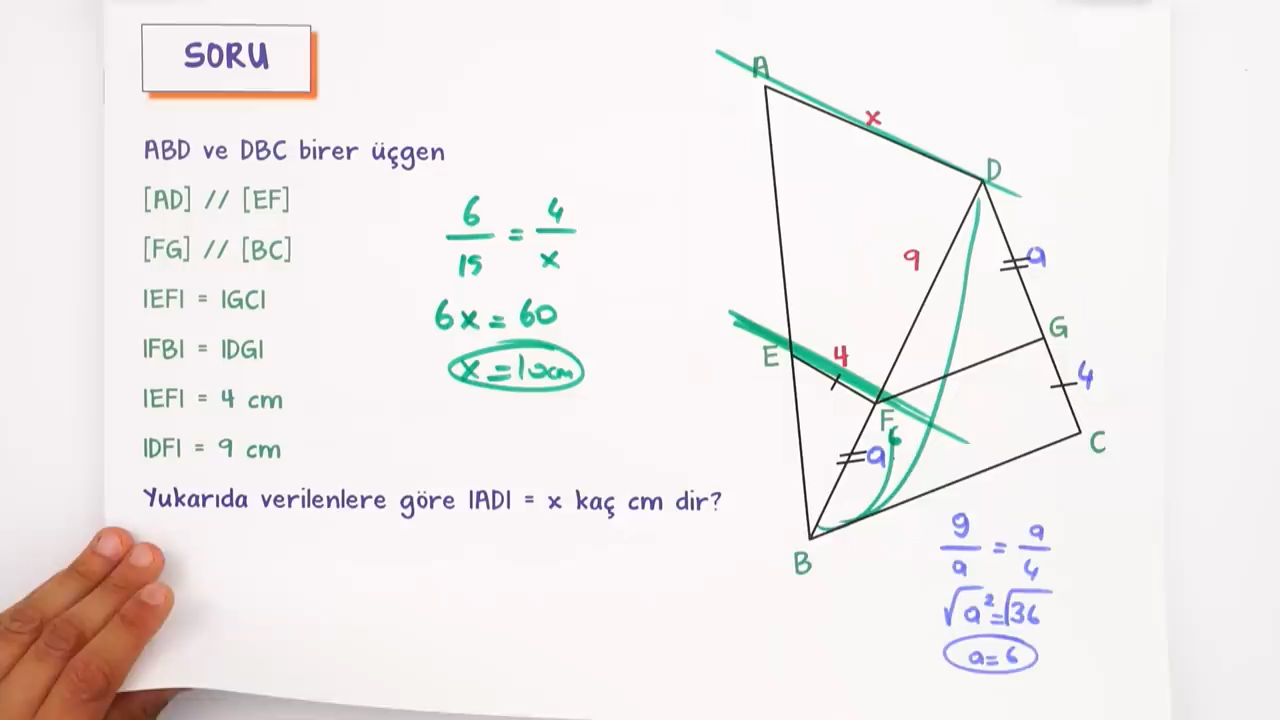 SORU
ABD ve DBC birer üçgen
[AD] // [EF]
[FG] // [BC]
|EF| = |GC|
|FB| = |DG|
|EF| = 4 cm
|DF| = 9 cm
Yukarıda verilenlere göre |AD| = x kaç cm dir?
6/15 = 4/x
6x = 60
x = 10cm
A
x
D
9
a
G
E
4
4
F
6
a
C
B
9/a = a/4
√a² = √36
a = 6